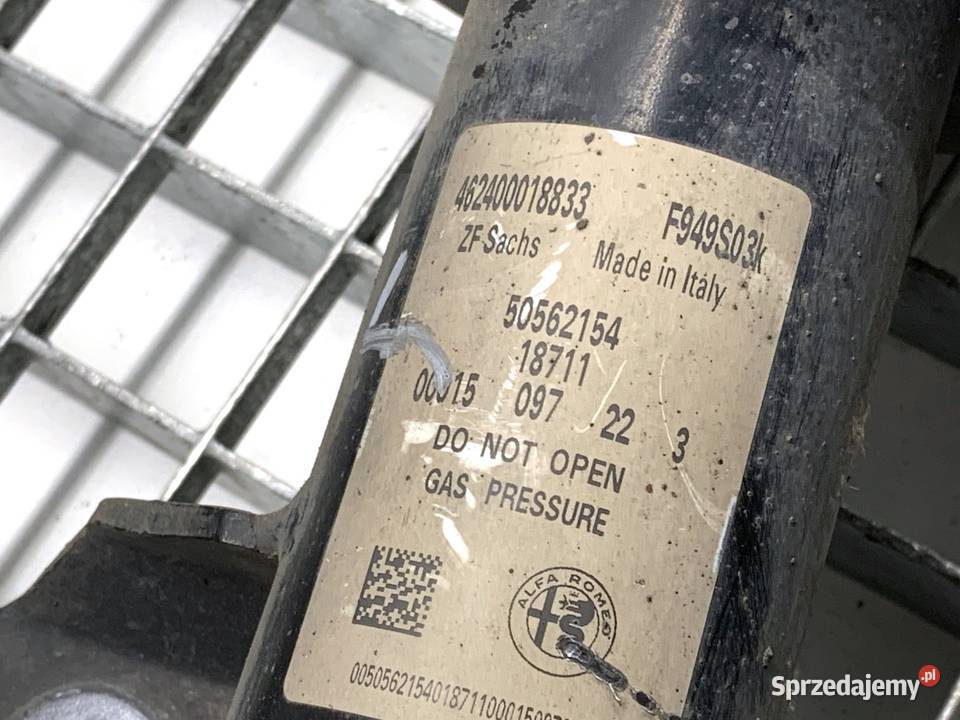 462400018833 F949S03k
ZF Sachs Made in Italy
50562154
18711
00015 097 22 3
DO NOT OPEN
GAS PRESSURE
ALFA ROMEO
Sprzedajemy.pl